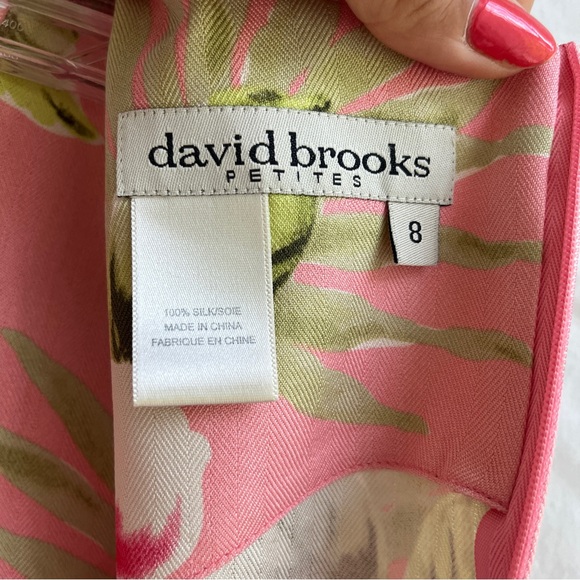 david brooks
PETITES
8
100% SILK/SOIE
MADE IN CHINA
FABRIQUE EN CHINE